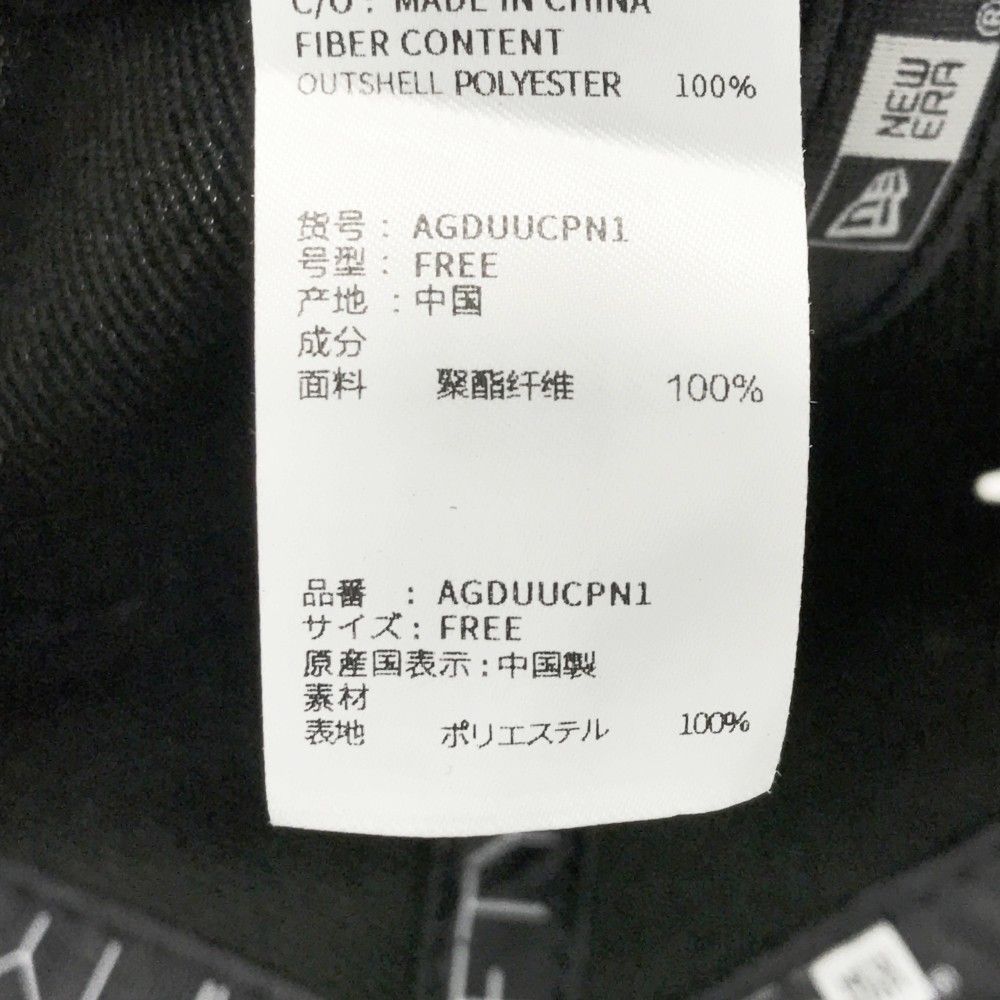 C/O : MADE IN CHINA
FIBER CONTENT
OUTSHELL POLYESTER 100%
货号 : AGDUUCPN1
号型 : FREE
产地 : 中国
成分
面料 聚酯纤维 100%
品番 : AGDUUCPN1
サイズ : FREE
原産国表示 : 中国製
素材
表地 ポリエステル 100%
NEW
ERA
®